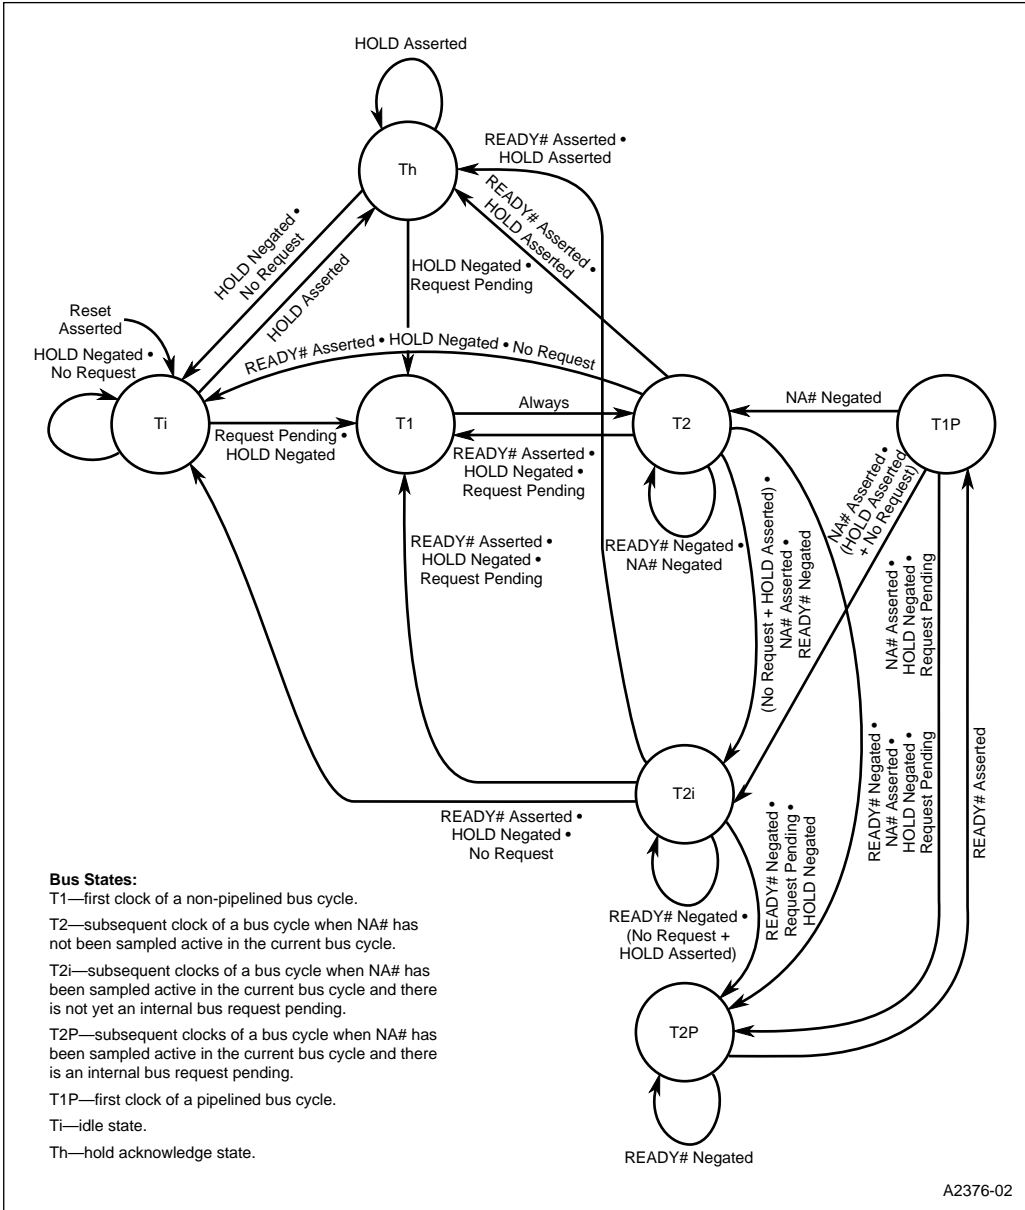 HOLD Asserted
Th
READY# Asserted •
HOLD Asserted
READY# Asserted •
HOLD Asserted
HOLD Negated •
No Request
HOLD Asserted
HOLD Negated •
Request Pending
Reset
Asserted
HOLD Negated •
No Request
READY# Asserted • HOLD Negated • No Request
Ti
Request Pending •
HOLD Negated
T1
Always
READY# Asserted •
HOLD Negated •
Request Pending
T2
NA# Negated
T1P
READY# Negated •
NA# Negated
READY# Asserted •
HOLD Negated •
Request Pending
(No Request + HOLD Asserted) •
NA# Asserted •
READY# Negated
NA# Asserted •
(HOLD Asserted
+ No Request)
NA# Asserted •
HOLD Negated •
Request Pending
READY# Negated •
NA# Asserted •
HOLD Negated •
Request Pending
READY# Asserted
T2i
READY# Asserted •
HOLD Negated •
No Request
READY# Negated •
Request Pending •
HOLD Negated
READY# Negated •
(No Request +
HOLD Asserted)
T2P
READY# Negated
Bus States:
T1—first clock of a non-pipelined bus cycle.
T2—subsequent clock of a bus cycle when NA# has
not been sampled active in the current bus cycle.
T2i—subsequent clocks of a bus cycle when NA# has
been sampled active in the current bus cycle and there
is not yet an internal bus request pending.
T2P—subsequent clocks of a bus cycle when NA# has
been sampled active in the current bus cycle and there
is an internal bus request pending.
T1P—first clock of a pipelined bus cycle.
Ti—idle state.
Th—hold acknowledge state.
A2376-02